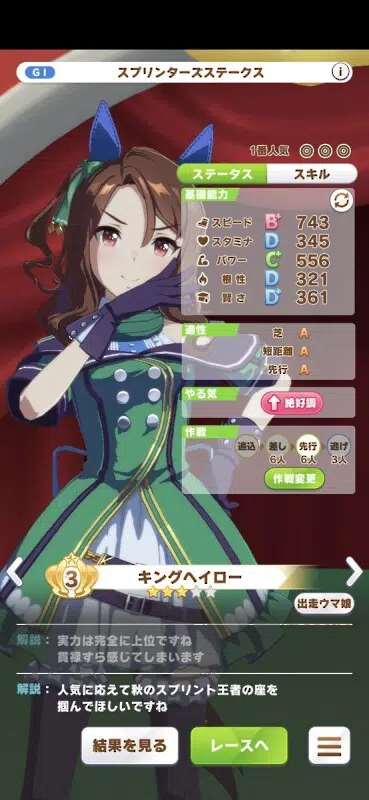 GI スプリンターズステークス i
1番人気 ◎◎◎
ステータス スキル
基礎能力
スピード B+ 743
スタミナ D 345
パワー C+ 556
根性 D 321
賢さ D+ 361
適性
芝 A
短距離 A
先行 A
やる気 絶好調
作戦
追込 差し 先行 逃げ
6人 6人 3人
作戦変更
3 キングヘイロー
出走ウマ娘
解説： 実力は完全に上位ですね
貫禄すら感じてしまいます
解説： 人気に応えて秋のスプリント王者の座を
掴んでほしいですね
結果を見る レースへ